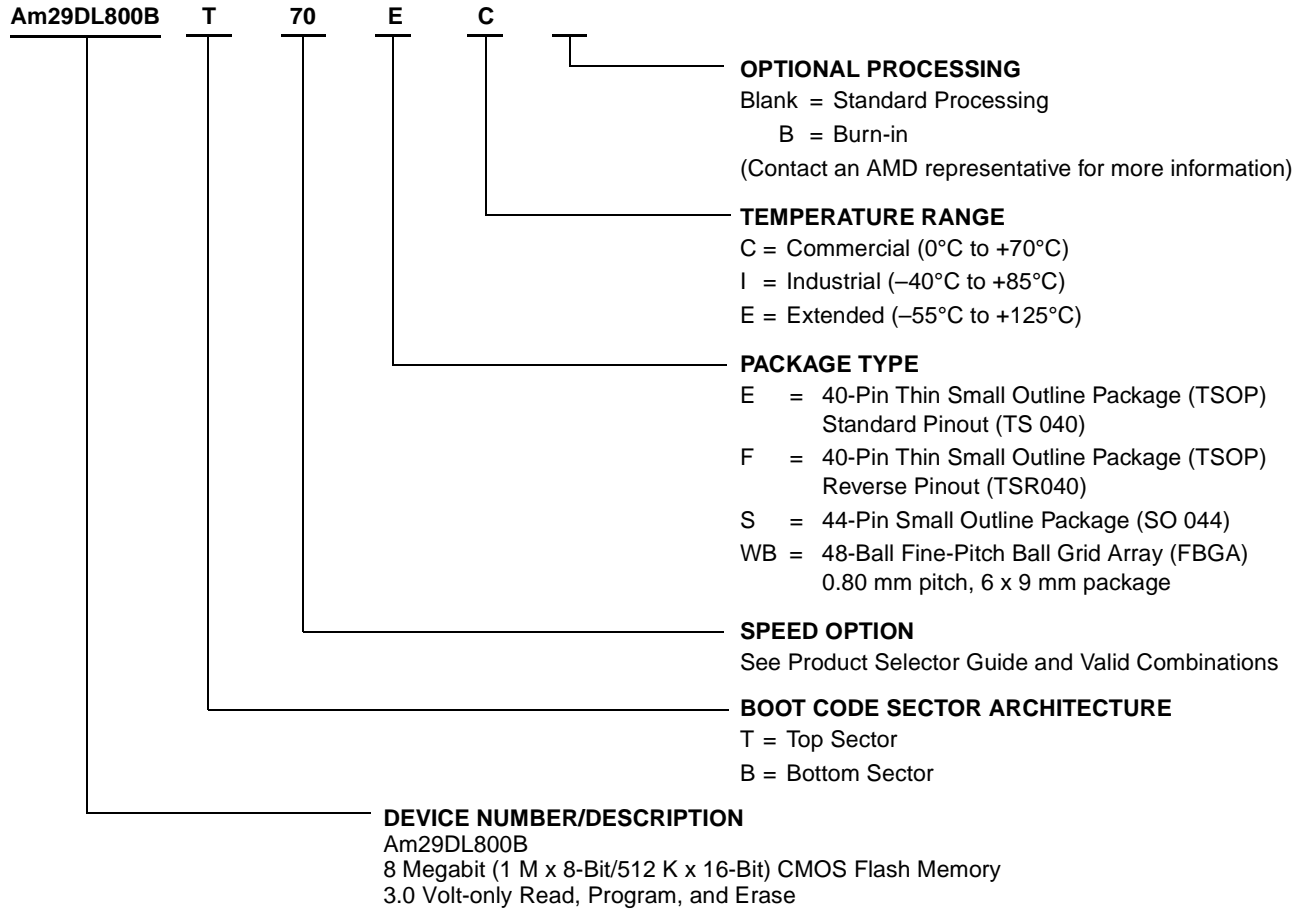 Am29DL800B T 70 E C
OPTIONAL PROCESSING
Blank = Standard Processing
B = Burn-in
(Contact an AMD representative for more information)
TEMPERATURE RANGE
C = Commercial (0°C to +70°C)
I = Industrial (–40°C to +85°C)
E = Extended (–55°C to +125°C)
PACKAGE TYPE
E = 40-Pin Thin Small Outline Package (TSOP)
Standard Pinout (TS 040)
F = 40-Pin Thin Small Outline Package (TSOP)
Reverse Pinout (TSR040)
S = 44-Pin Small Outline Package (SO 044)
WB = 48-Ball Fine-Pitch Ball Grid Array (FBGA)
0.80 mm pitch, 6 x 9 mm package
SPEED OPTION
See Product Selector Guide and Valid Combinations
BOOT CODE SECTOR ARCHITECTURE
T = Top Sector
B = Bottom Sector
DEVICE NUMBER/DESCRIPTION
Am29DL800B
8 Megabit (1 M x 8-Bit/512 K x 16-Bit) CMOS Flash Memory
3.0 Volt-only Read, Program, and Erase